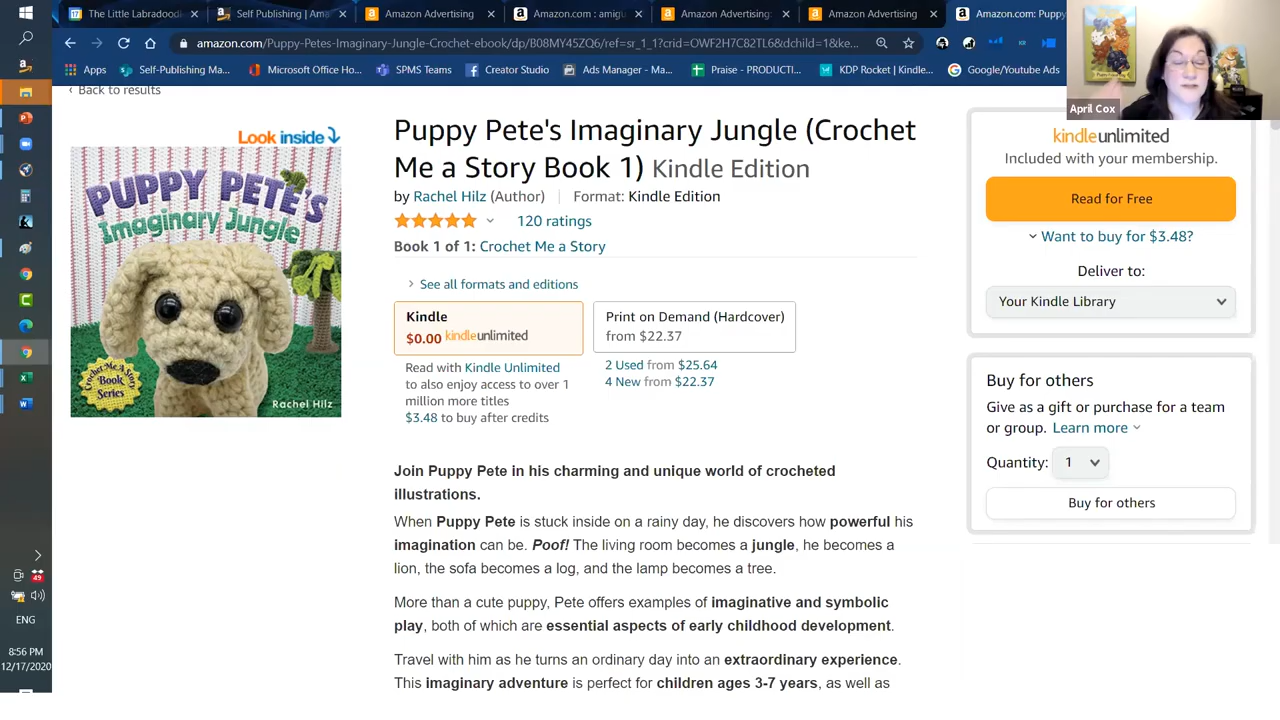 The Little Labradood
Self Publishing | Am
Amazon Advertising
Amazon.com : amigu
Amazon Advertising:
Amazon Advertising
Amazon.com: Puppy
amazon.com/Puppy-Petes-Imaginary-Jungle-Crochet-ebook/dp/B08MY45ZQ6/ref=sr_1_1?crid=OWF2H7C82TL6&dchild=1&ke...
Apps
Self-Publishing Ma...
Microsoft Office Ho...
SPMS Teams
Creator Studio
Ads Manager - Ma...
Praise - PRODUCTI...
KDP Rocket | Kindle...
Google/Youtube Ads
April Cox
‹ Back to results
Look inside
PUPPY PETE'S
Imaginary Jungle
Crochet Me A Story
Book
Series
Rachel Hilz
Puppy Pete's Imaginary Jungle (Crochet
Me a Story Book 1) Kindle Edition
by Rachel Hilz (Author) Format: Kindle Edition
120 ratings
Book 1 of 1: Crochet Me a Story
See all formats and editions
Kindle
$0.00 kindleunlimited
Read with Kindle Unlimited
to also enjoy access to over 1
million more titles
$3.48 to buy after credits
Print on Demand (Hardcover)
from $22.37
2 Used from $25.64
4 New from $22.37
Join Puppy Pete in his charming and unique world of crocheted
illustrations.
When Puppy Pete is stuck inside on a rainy day, he discovers how powerful his
imagination can be. Poof! The living room becomes a jungle, he becomes a
lion, the sofa becomes a log, and the lamp becomes a tree.
More than a cute puppy, Pete offers examples of imaginative and symbolic
play, both of which are essential aspects of early childhood development.
Travel with him as he turns an ordinary day into an extraordinary experience.
This imaginary adventure is perfect for children ages 3-7 years, as well as
kindleunlimited
Included with your membership.
Read for Free
Want to buy for $3.48?
Deliver to:
Your Kindle Library
Buy for others
Give as a gift or purchase for a team
or group. Learn more
Quantity: 1
Buy for others
49
ENG
8:56 PM
12/17/2020